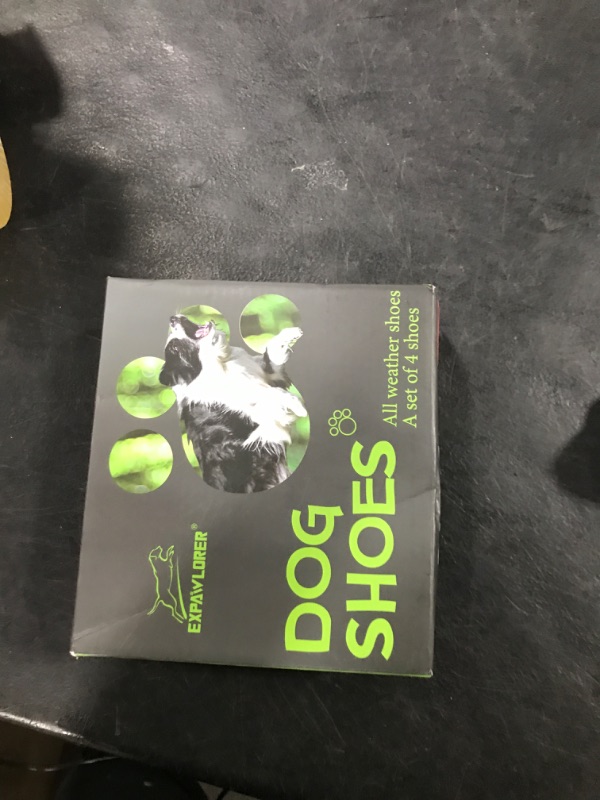 EXPAWLORER®
DOG
SHOES
All weather shoes
A set of 4 shoes